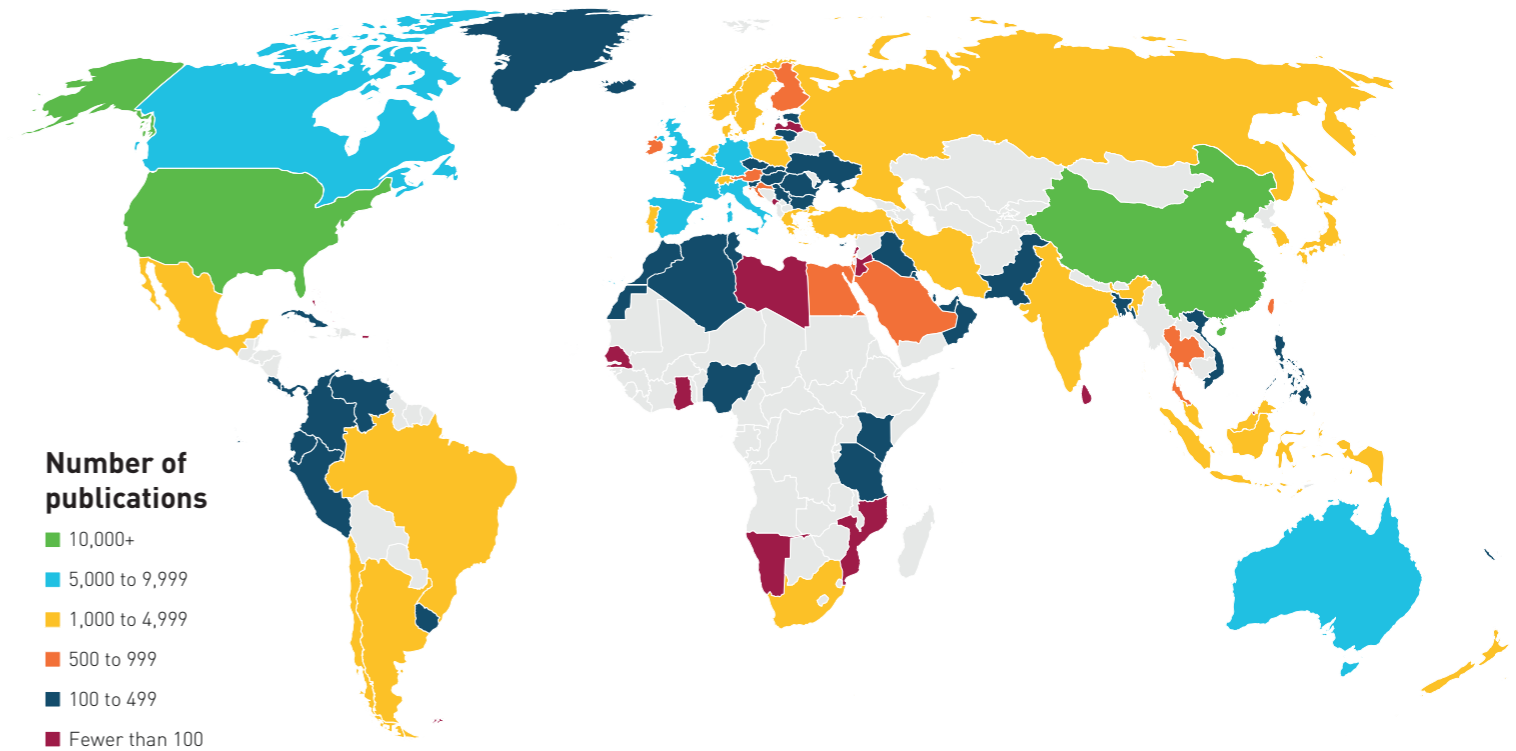 Number of
publications
10,000+
5,000 to 9,999
1,000 to 4,999
500 to 999
100 to 499
Fewer than 100